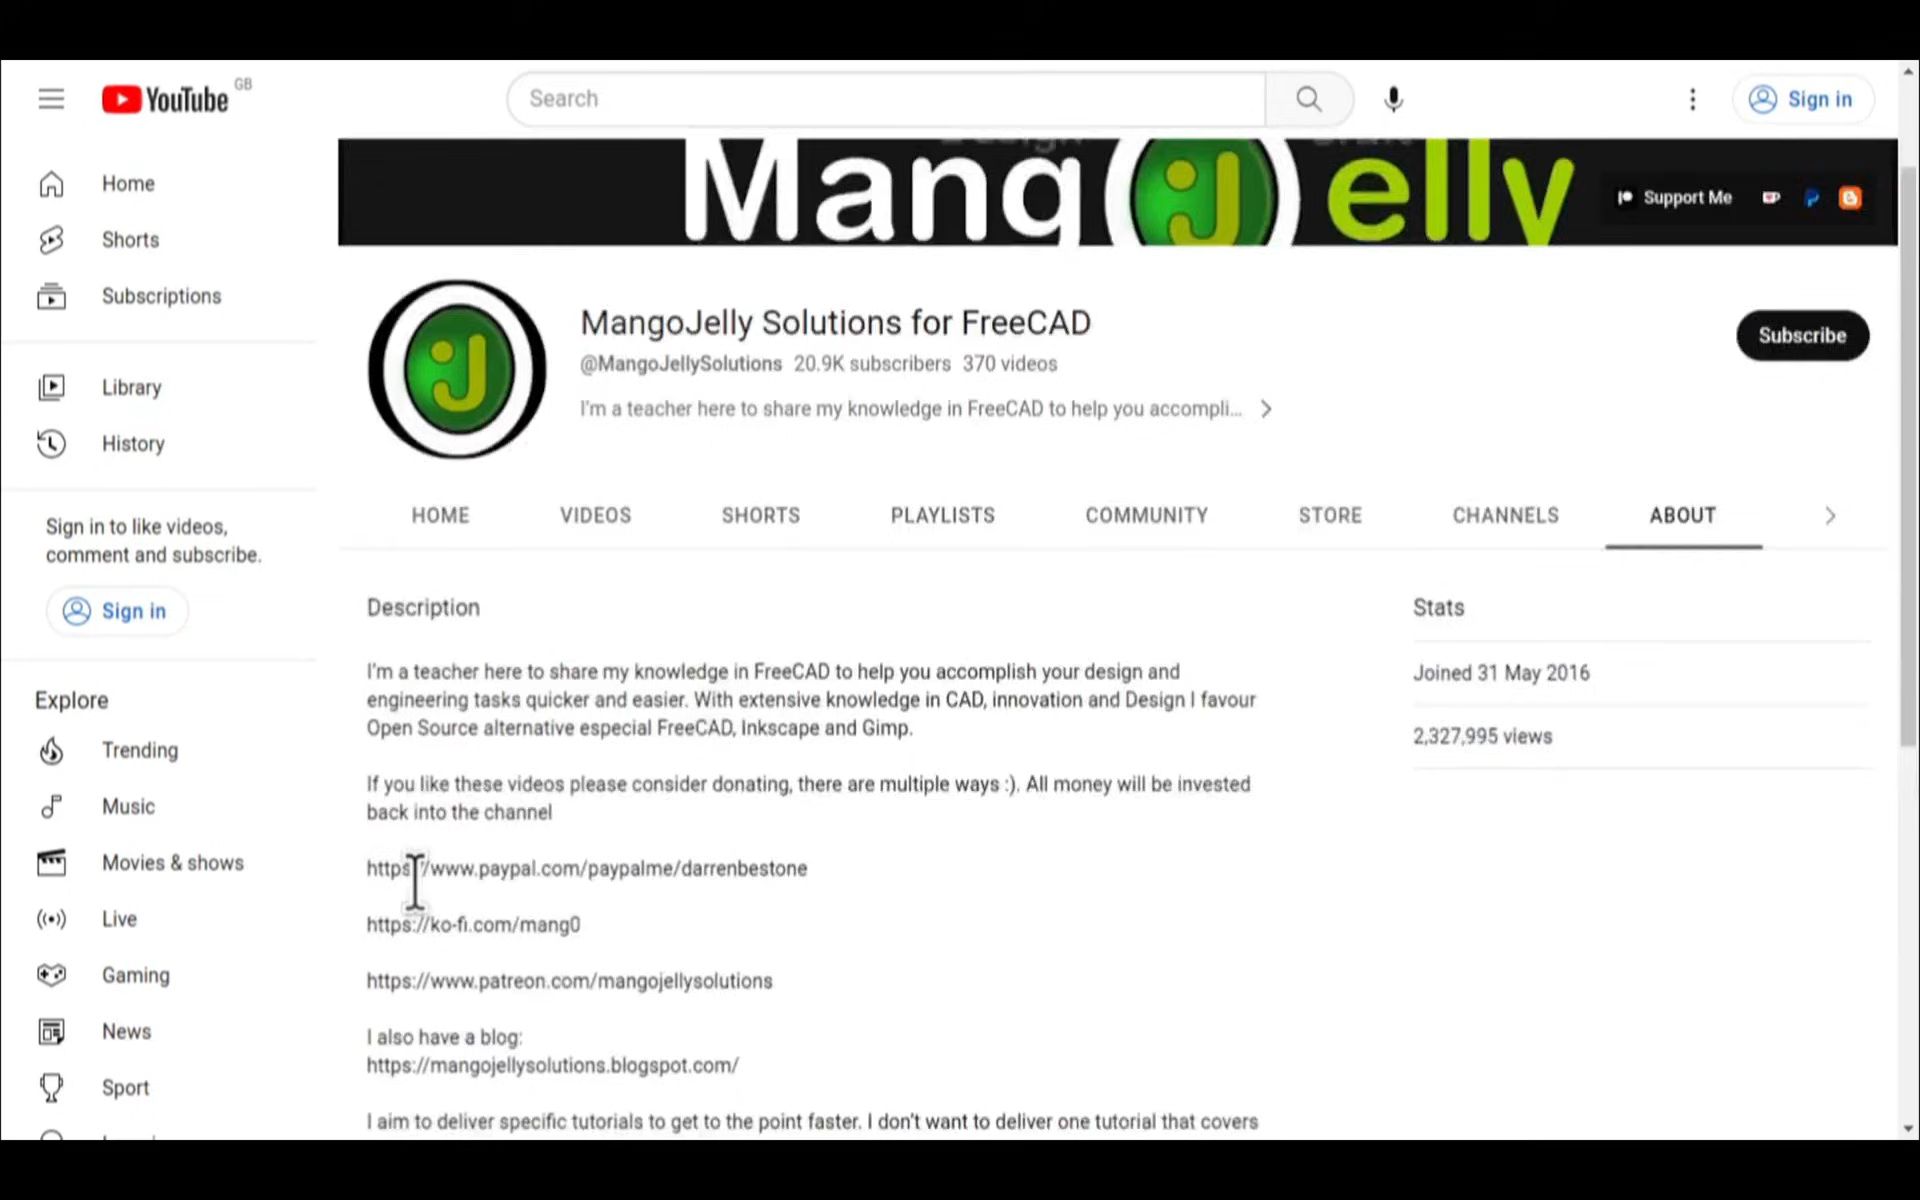 YouTube GB
Search
Sign in
Home
Shorts
Subscriptions
Library
History
Sign in to like videos,
comment and subscribe.
Sign in
Explore
Trending
Music
Movies & shows
Live
Gaming
News
Sport
Mang J elly
Support Me
MangoJelly Solutions for FreeCAD
@MangoJellySolutions 20.9K subscribers 370 videos
I'm a teacher here to share my knowledge in FreeCAD to help you accompli...
Subscribe
HOME VIDEOS SHORTS PLAYLISTS COMMUNITY STORE CHANNELS ABOUT
Description
I'm a teacher here to share my knowledge in FreeCAD to help you accomplish your design and
engineering tasks quicker and easier. With extensive knowledge in CAD, innovation and Design I favour
Open Source alternative especial FreeCAD, Inkscape and Gimp.
If you like these videos please consider donating, there are multiple ways :). All money will be invested
back into the channel
https://www.paypal.com/paypalme/darrenbestone
https://ko-fi.com/mang0
https://www.patreon.com/mangojellysolutions
I also have a blog:
https://mangojellysolutions.blogspot.com/
I aim to deliver specific tutorials to get to the point faster. I don't want to deliver one tutorial that covers
Stats
Joined 31 May 2016
2,327,995 views